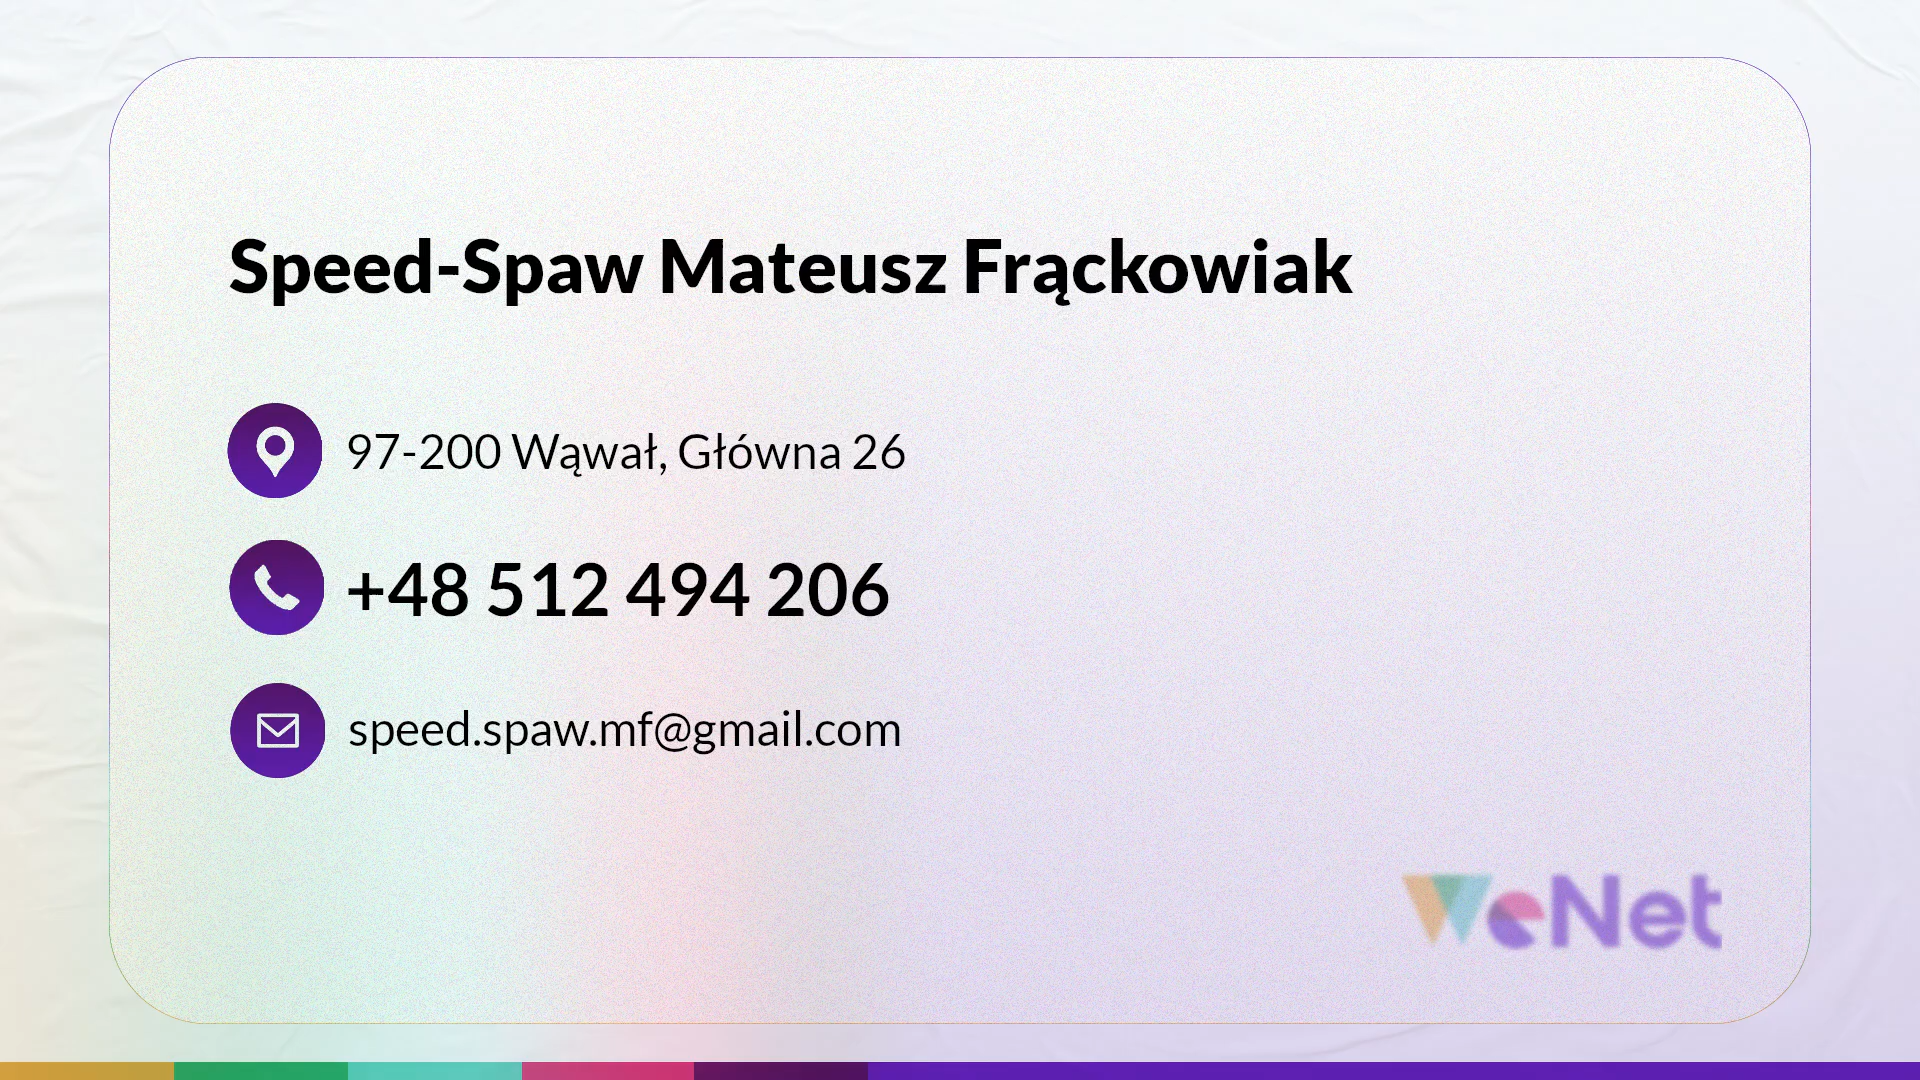 Speed-Spaw Mateusz Frąckowiak
97-200 Wąwał, Główna 26
+48 512 494 206
speed.spaw.mf@gmail.com
WeNet